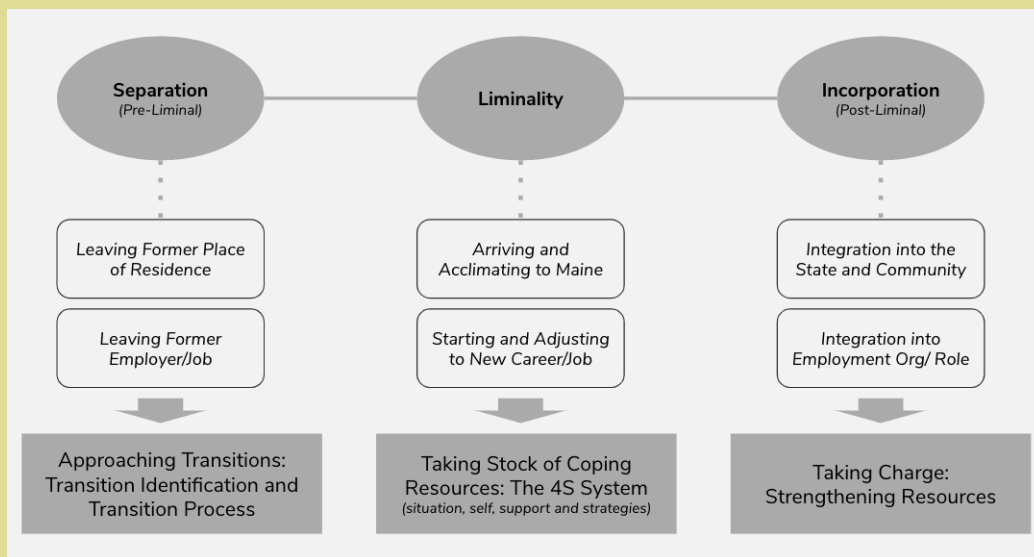 Separation
(Pre-Liminal)
Liminality
Incorporation
(Post-Liminal)
Leaving Former Place
of Residence
Arriving and
Acclimating to Maine
Integration into the
State and Community
Leaving Former
Employer/Job
Starting and Adjusting
to New Career/Job
Integration into
Employment Org/ Role
Approaching Transitions:
Transition Identification and
Transition Process
Taking Stock of Coping
Resources: The 4S System
(situation, self, support and strategies)
Taking Charge:
Strengthening Resources